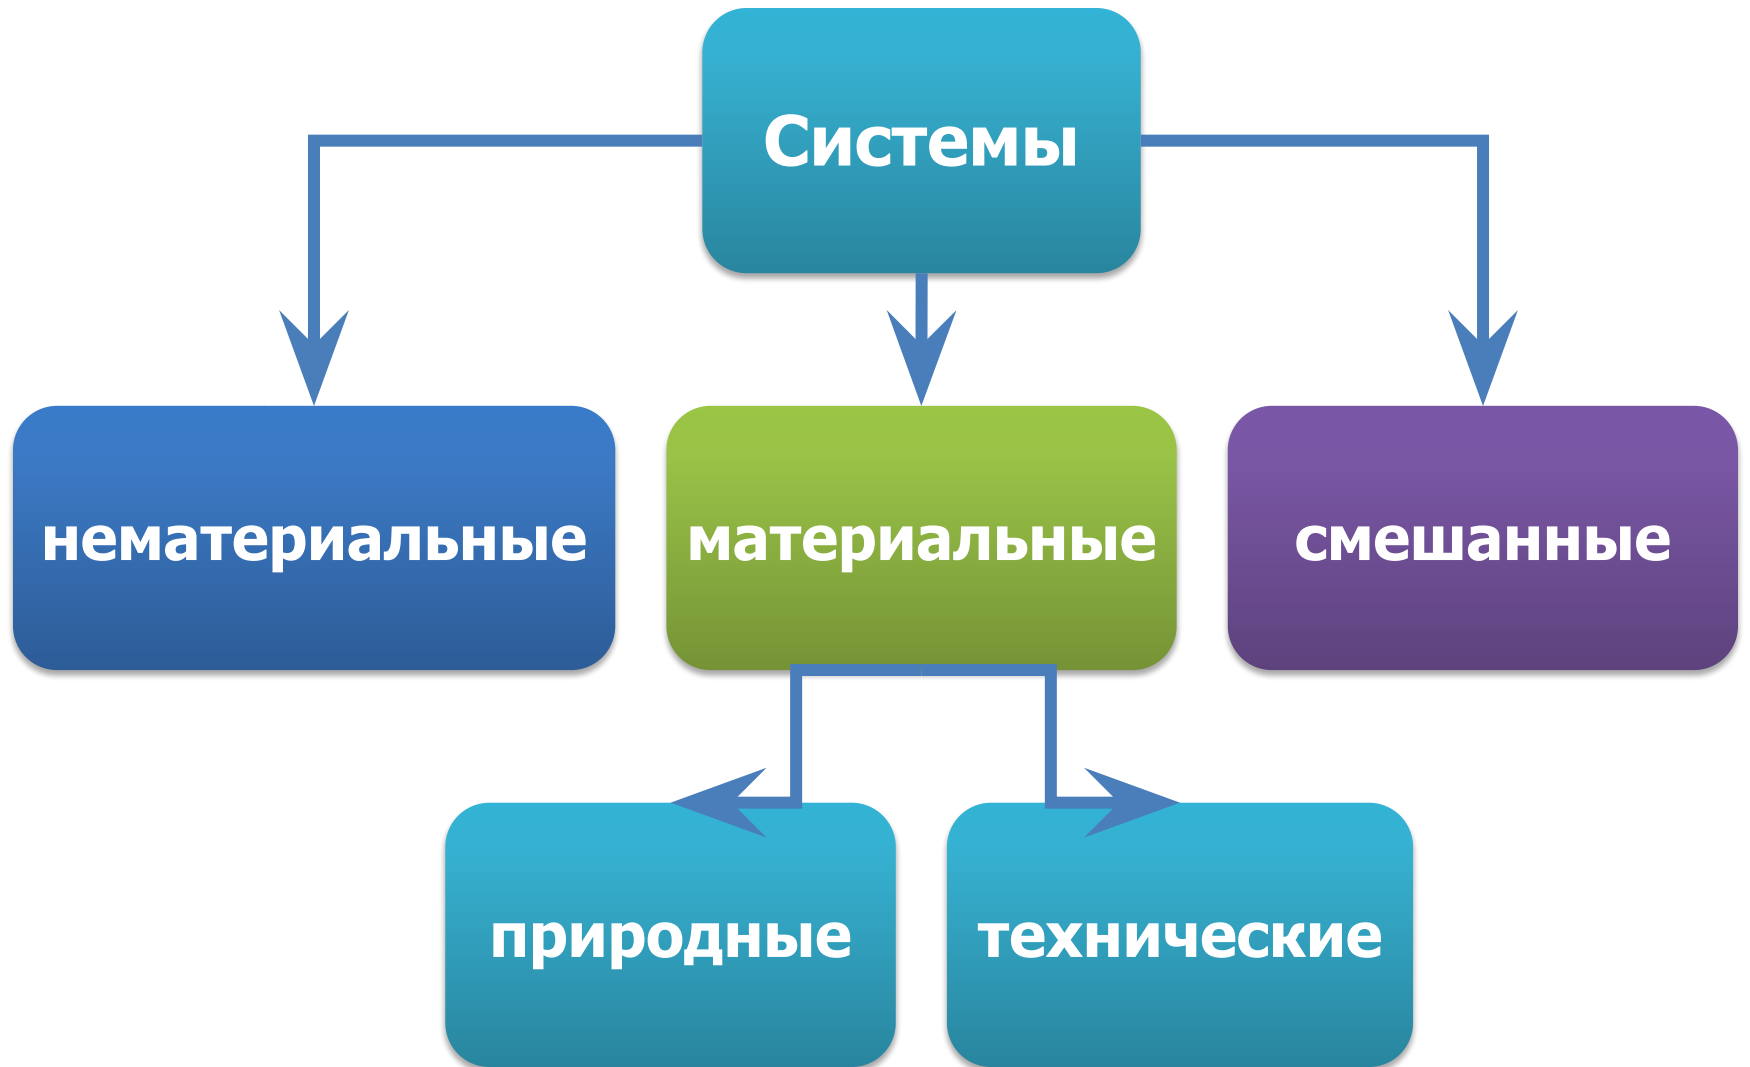 Системы
нематериальные
материальные
смешанные
природные
технические